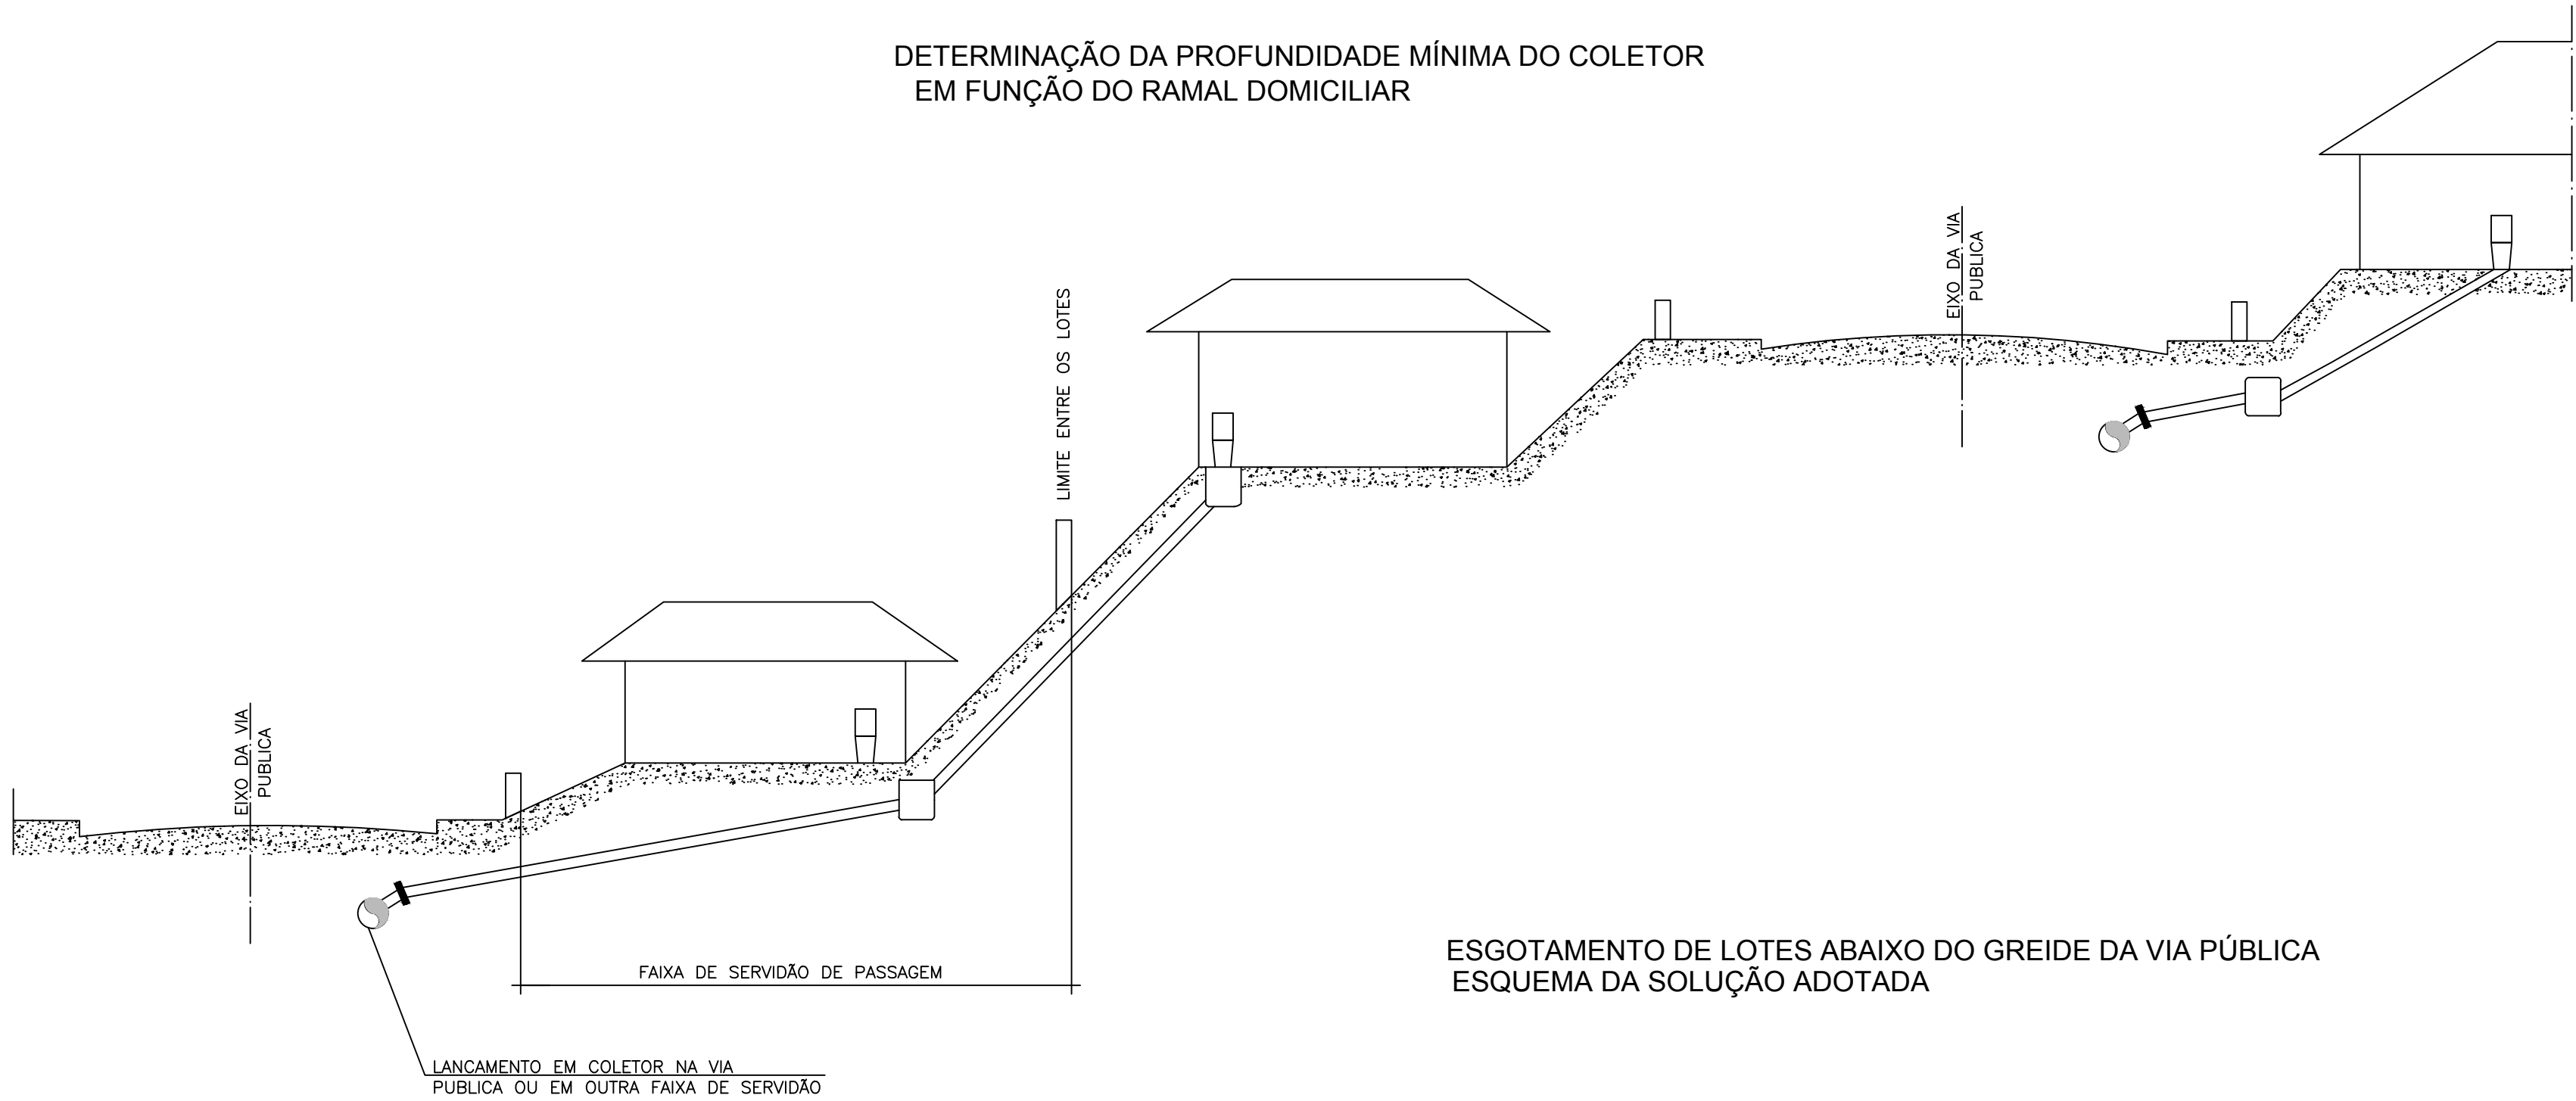 DETERMINAÇÃO DA PROFUNDIDADE MÍNIMA DO COLETOR
EM FUNÇÃO DO RAMAL DOMICILIAR
EIXO DA VIA
PUBLICA
LIMITE ENTRE OS LOTES
EIXO DA VIA
PUBLICA
FAIXA DE SERVIDÃO DE PASSAGEM
ESGOTAMENTO DE LOTES ABAIXO DO GREIDE DA VIA PÚBLICA
ESQUEMA DA SOLUÇÃO ADOTADA
LANCAMENTO EM COLETOR NA VIA
PUBLICA OU EM OUTRA FAIXA DE SERVIDÃO